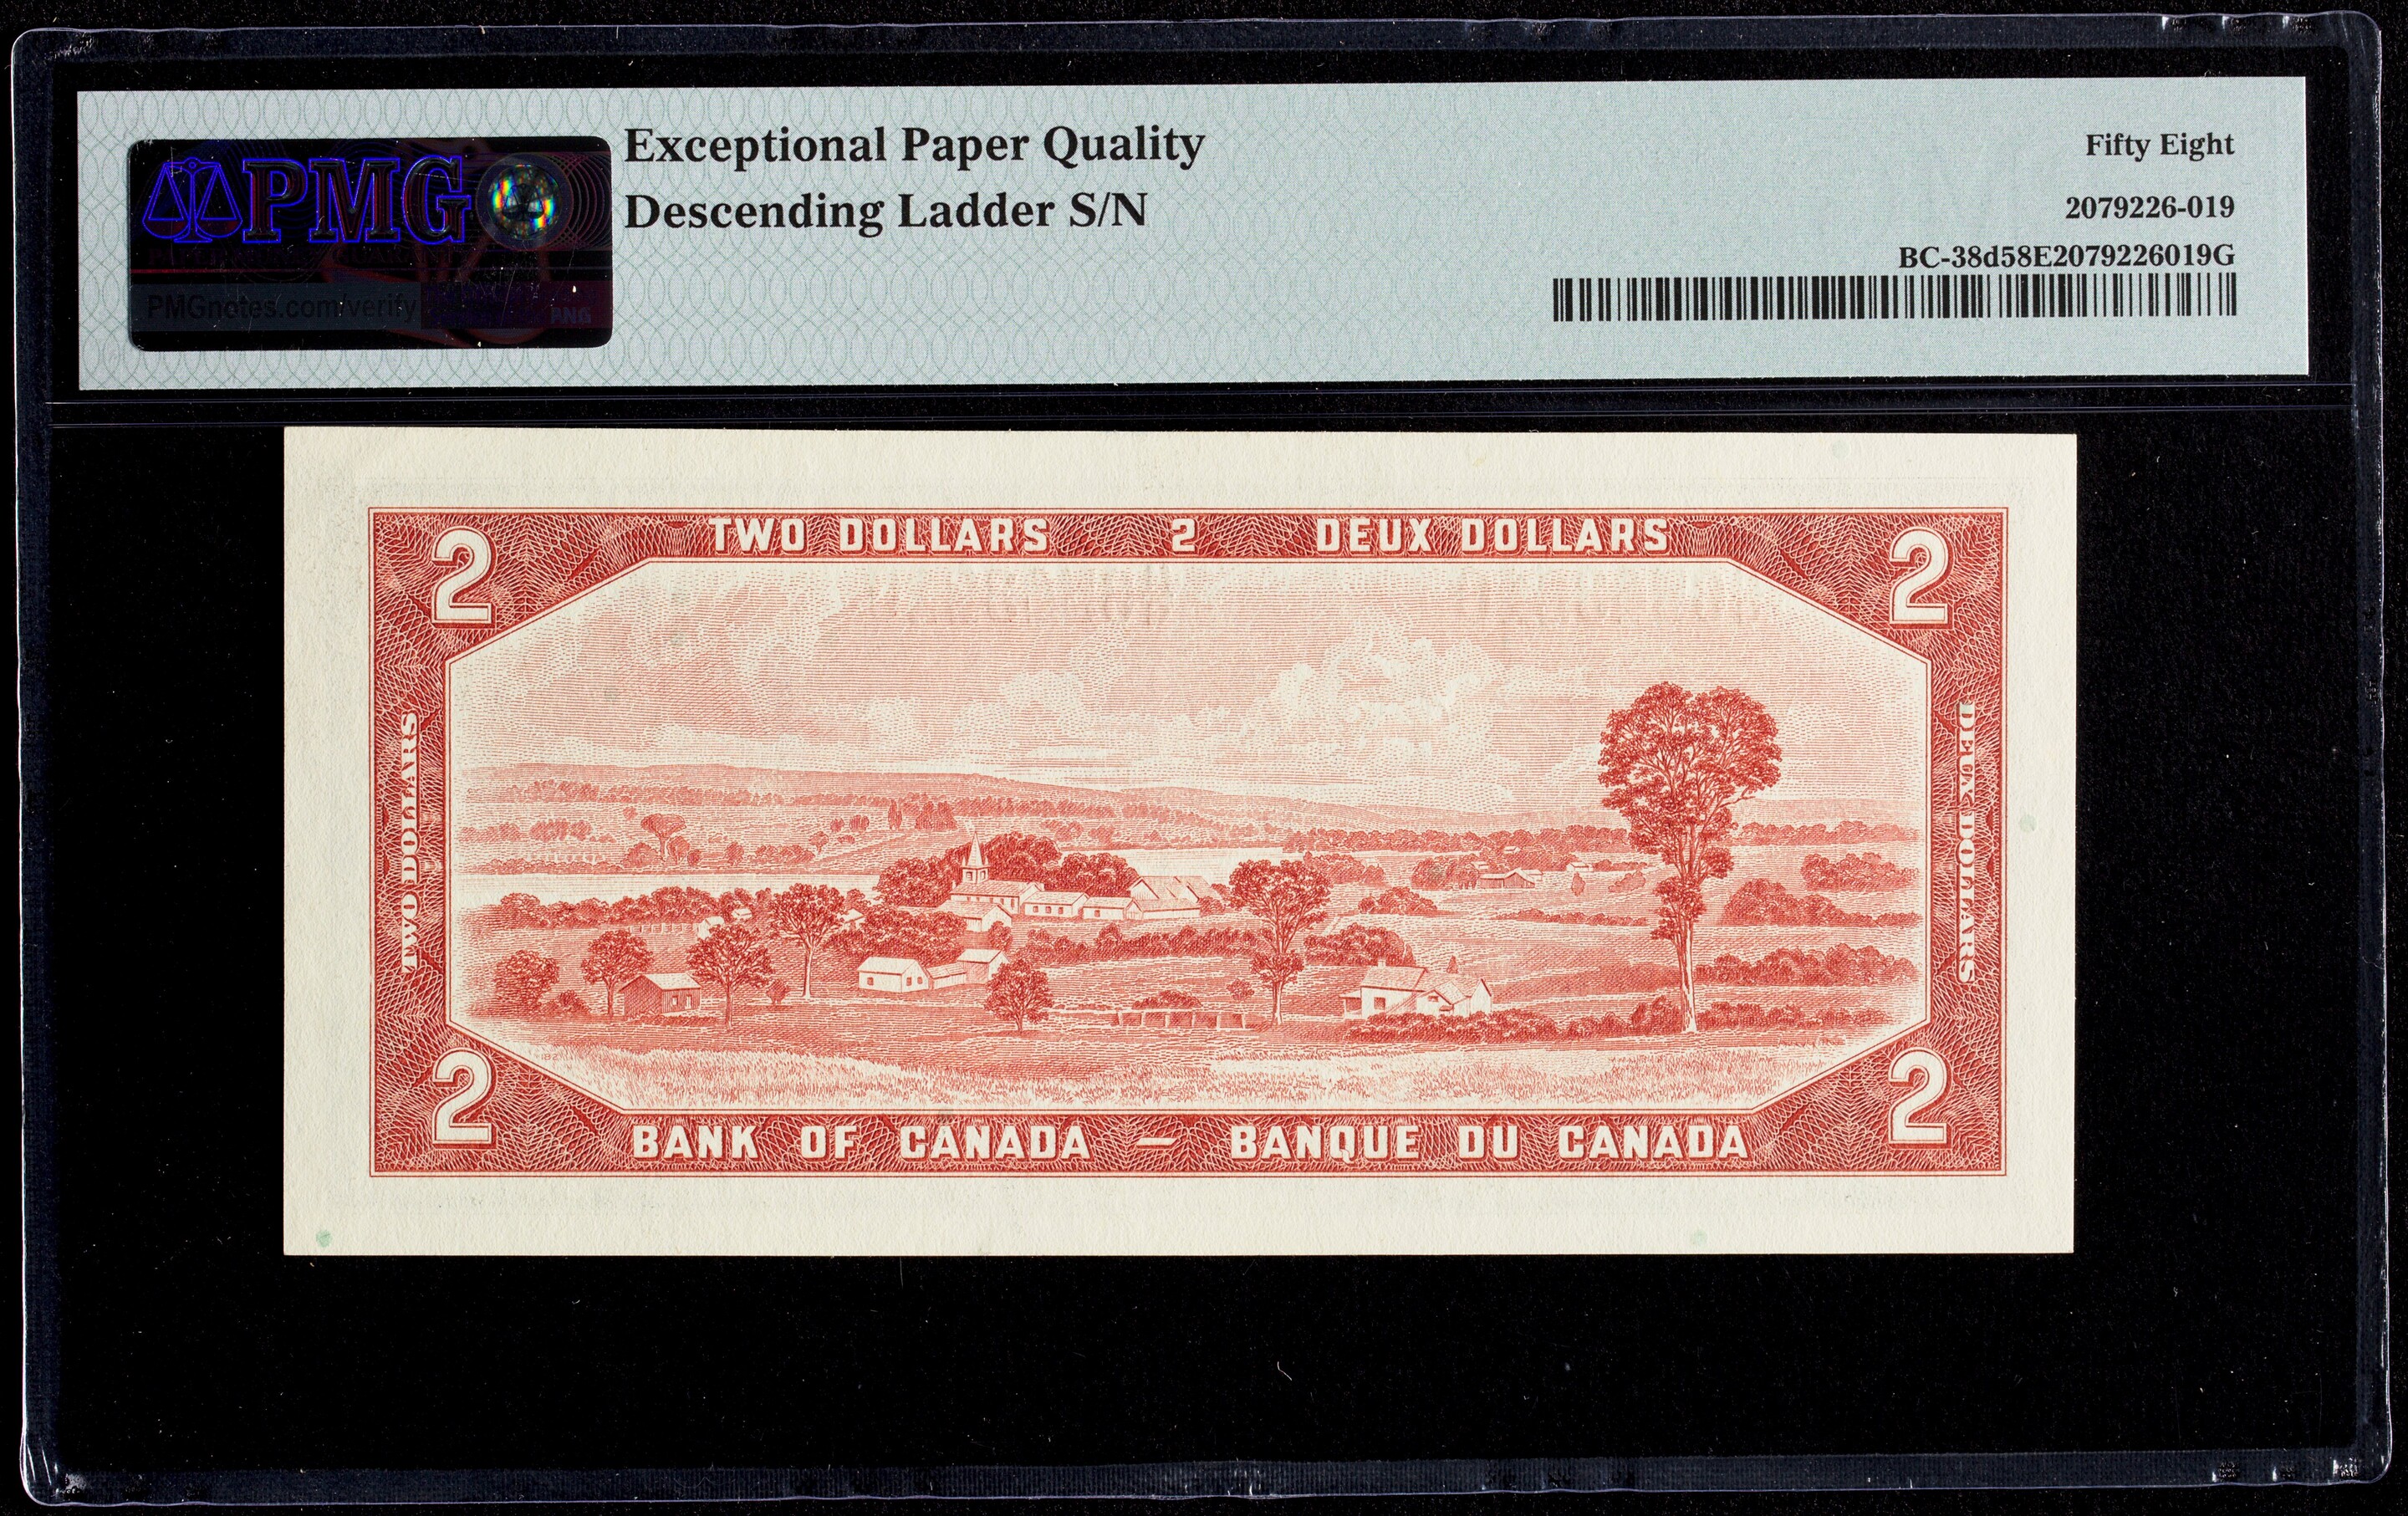 PMG
PMGnotes.com/verify
PMG
Exceptional Paper Quality
Descending Ladder S/N
Fifty Eight
2079226-019
BC-38d58E2079226019G
TWO DOLLARS 2 DEUX DOLLARS
2
2
TWO DOLLARS
DEUX DOLLARS
2
2
BANK OF CANADA — BANQUE DU CANADA